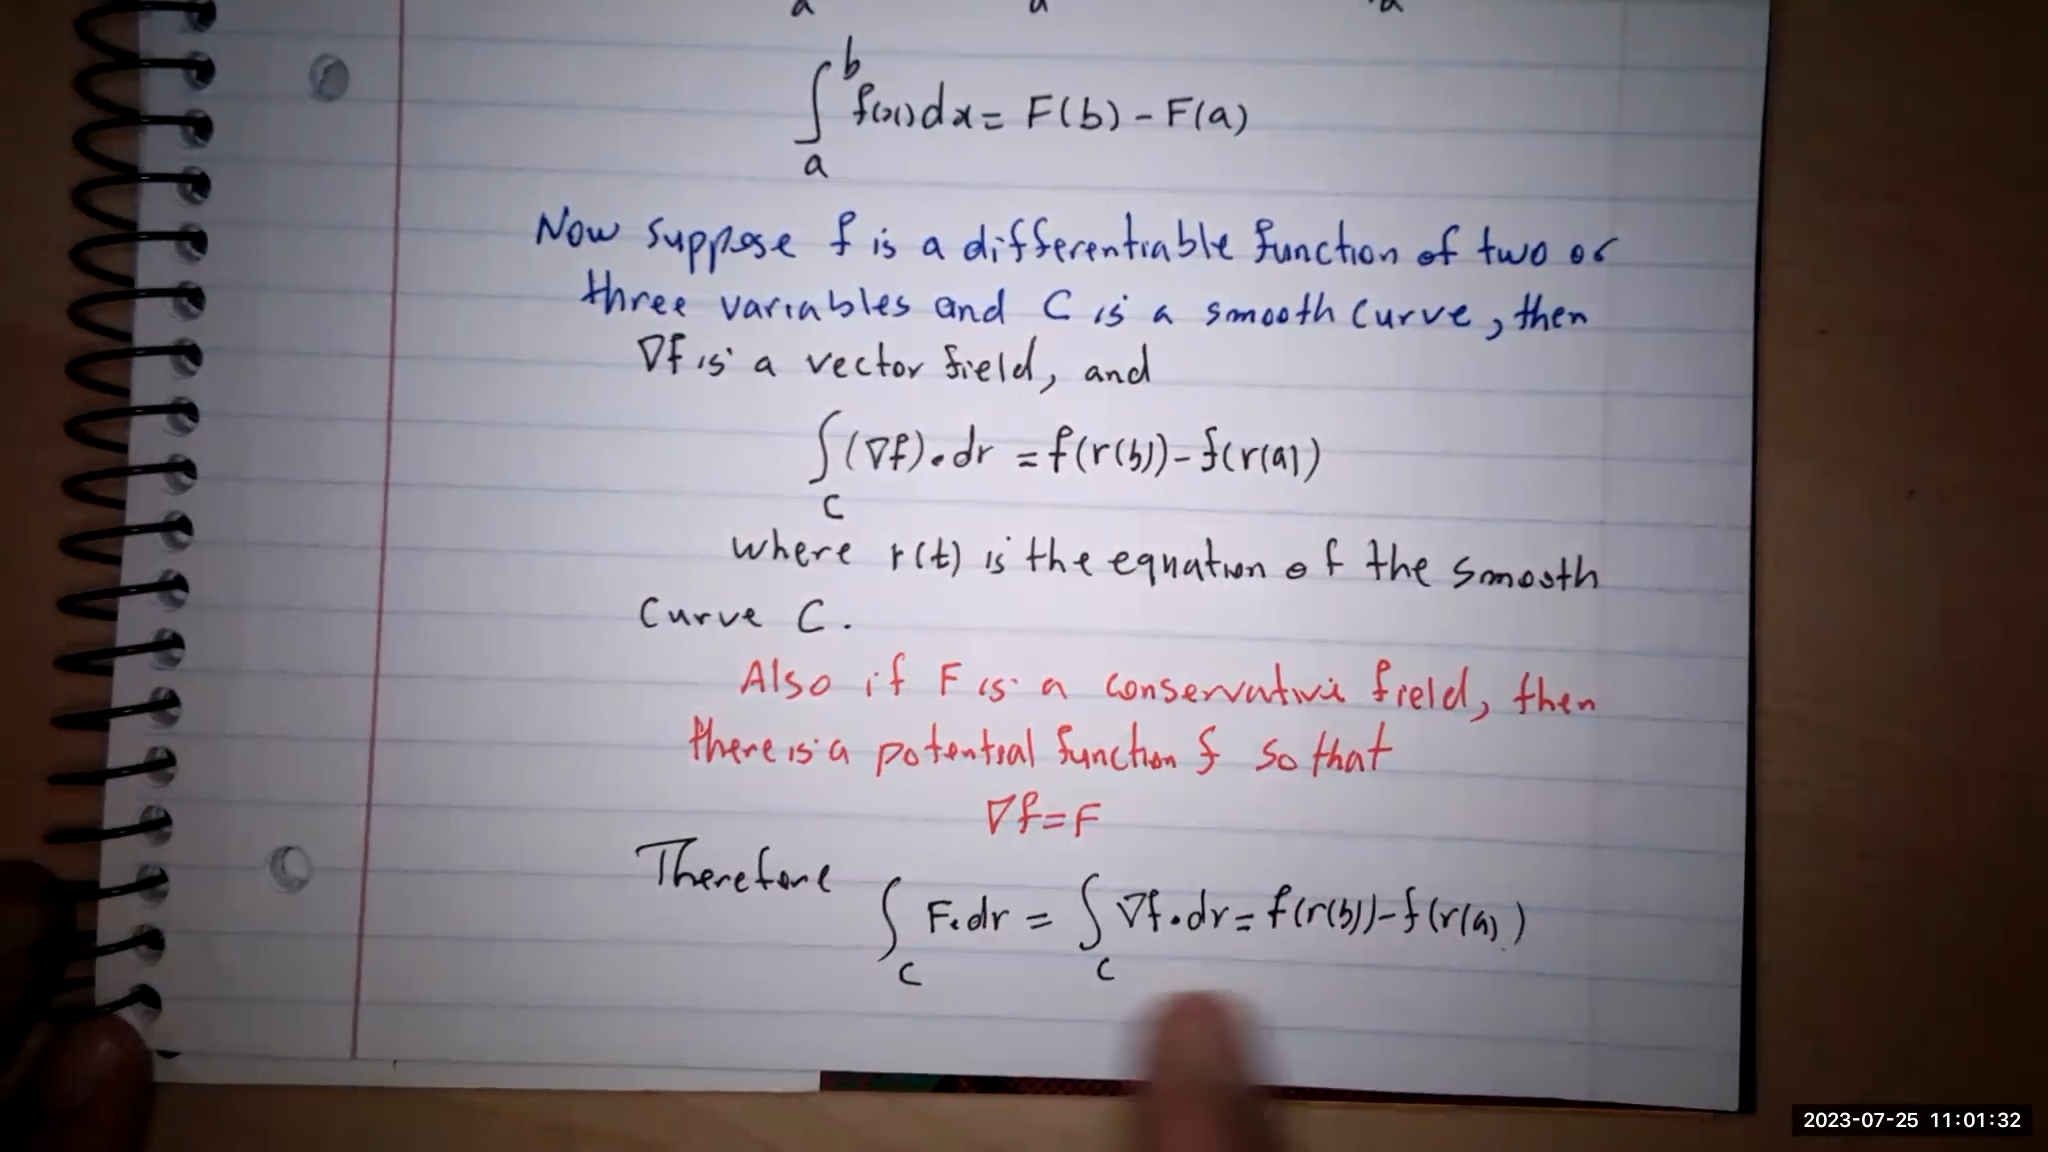 a a a
∫_a^b f(x)dx = F(b) - F(a)
Now suppose f is a differentiable function of two or
three variables and C is a smooth curve, then
∇f is a vector field, and
∫_C (∇f)•dr = f(r(b)) - f(r(a))
where r(t) is the equation of the smooth
curve C.
Also if F is a conservative field, then
there is a potential function f so that
∇f = F
Therefore
∫_C F•dr = ∫_C ∇f•dr = f(r(b)) - f(r(a))
2023-07-25 11:01:32